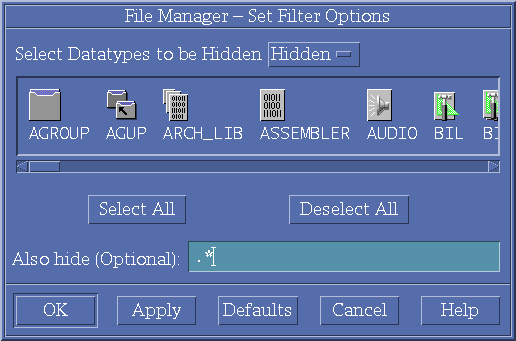 File Manager – Set Filter Options
Select Datatypes to be Hidden Hidden
AGROUP AGUP ARCH_LIB ASSEMBLER AUDIO BIL BI
Select All Deselect All
Also hide (Optional): .*
OK Apply Defaults Cancel Help